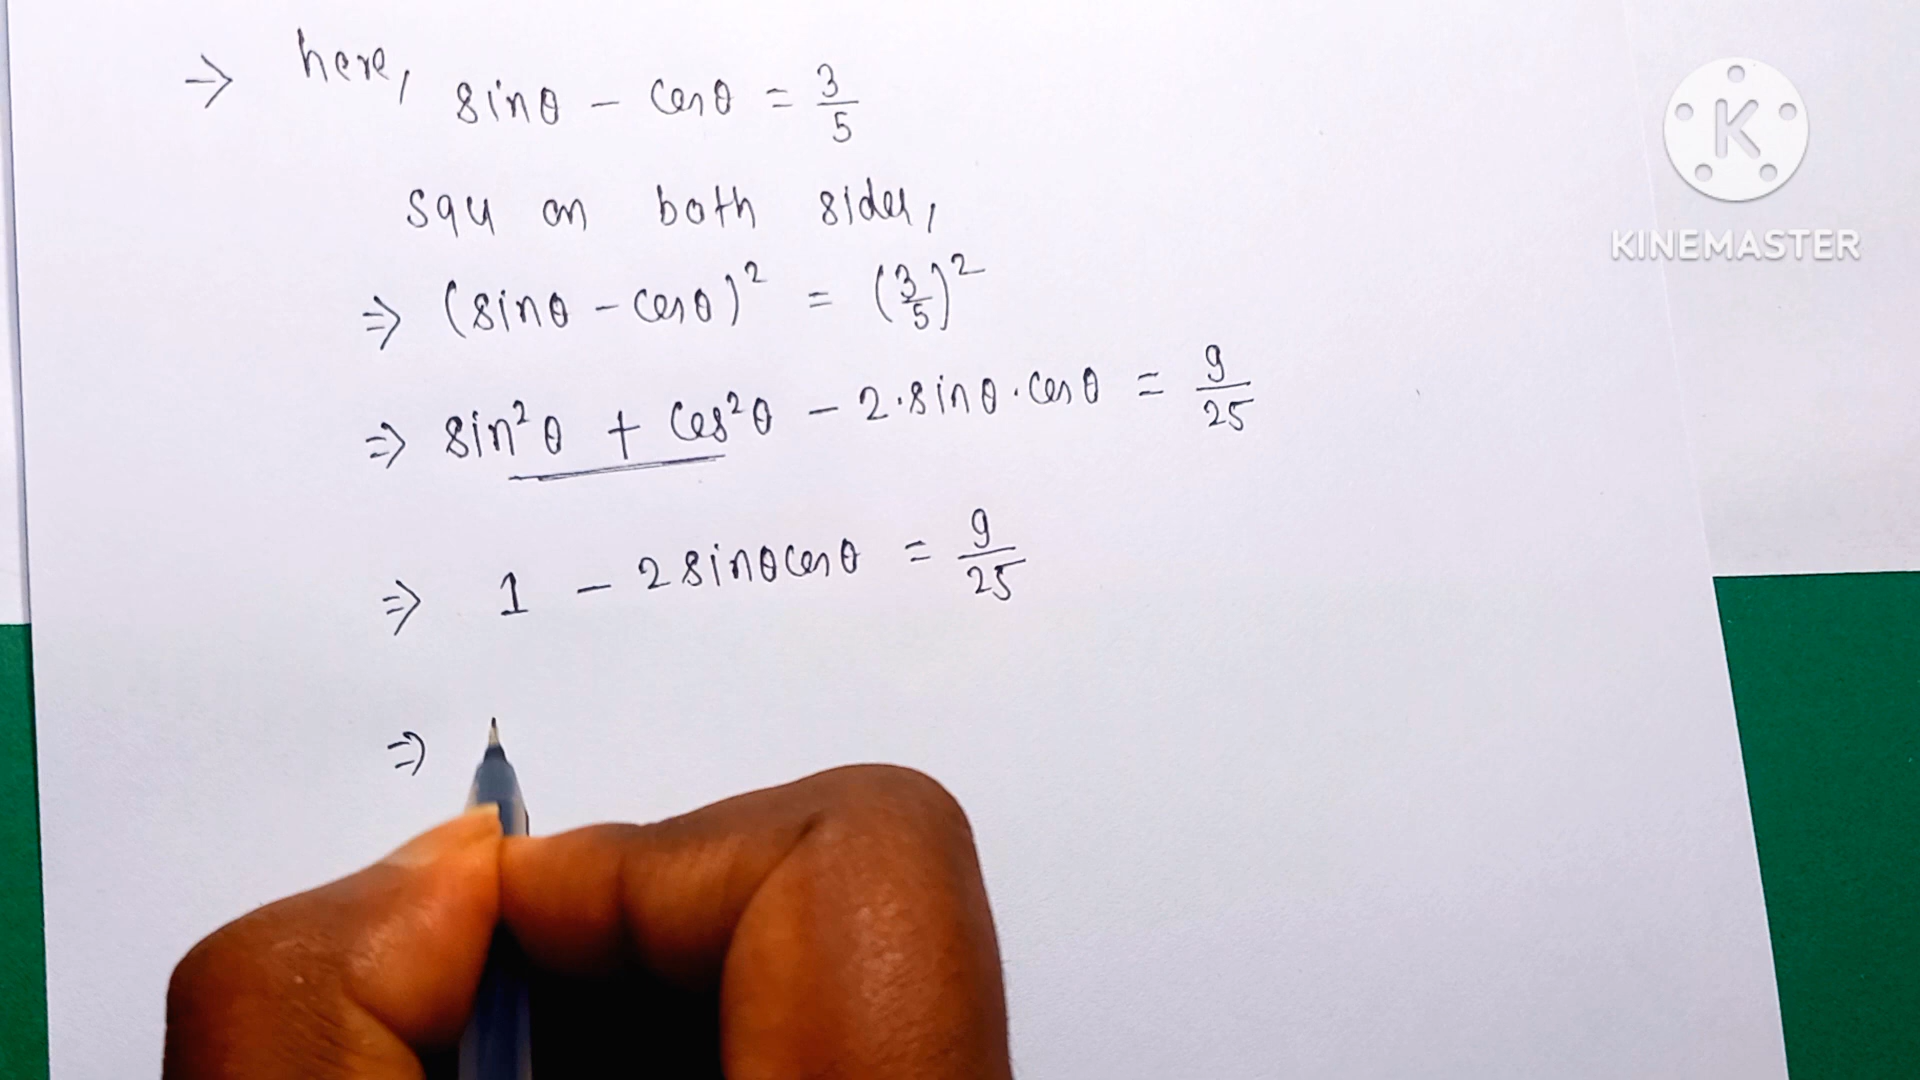 ⇒ here, sinθ - cosθ = 3/5
squ on both sides,
⇒ (sinθ - cosθ)² = (3/5)²
⇒ sin²θ + cos²θ - 2·sinθ·cosθ = 9/25
⇒ 1 - 2sinθcosθ = 9/25
⇒
K
KINEMASTER